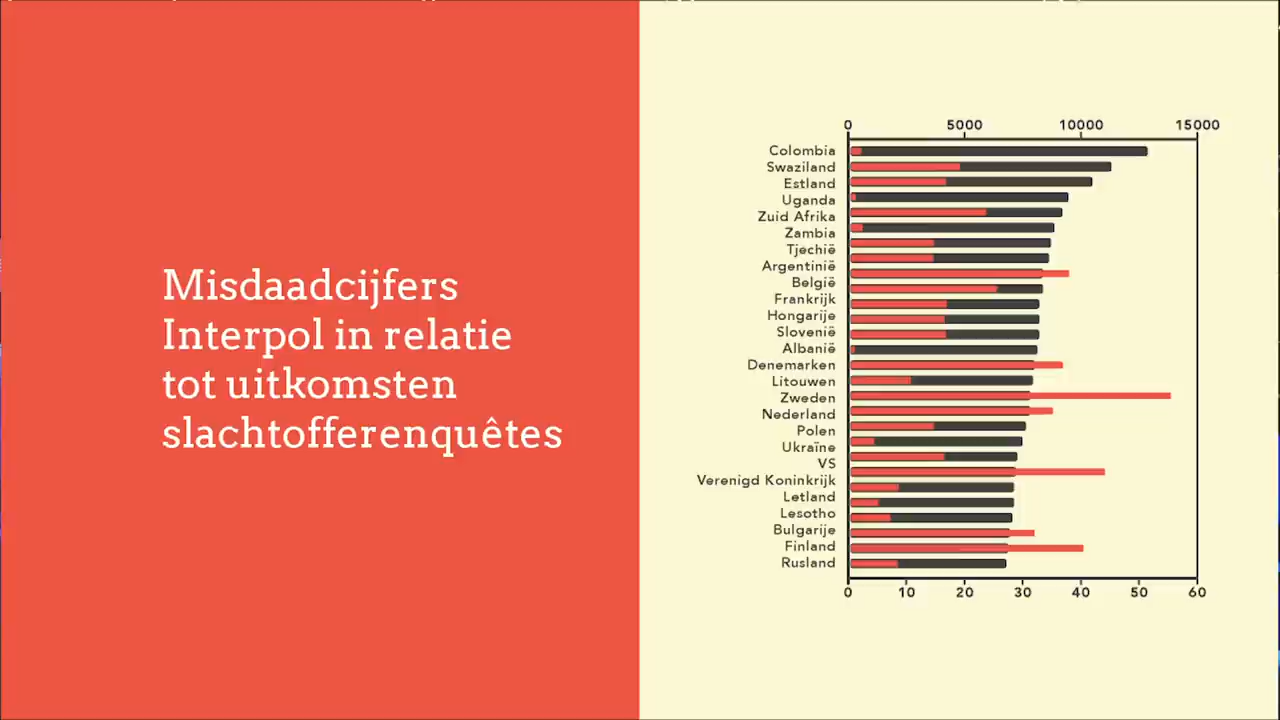 Misdaadcijfers
Interpol in relatie
tot uitkomsten
slachtofferenquêtes
0 5000 10000 15000
Colombia
Swaziland
Estland
Uganda
Zuid Afrika
Zambia
Tjechië
Argentinië
België
Frankrijk
Hongarije
Slovenië
Albanië
Denemarken
Litouwen
Zweden
Nederland
Polen
Ukraïne
VS
Verenigd Koninkrijk
Letland
Lesotho
Bulgarije
Finland
Rusland
0 10 20 30 40 50 60